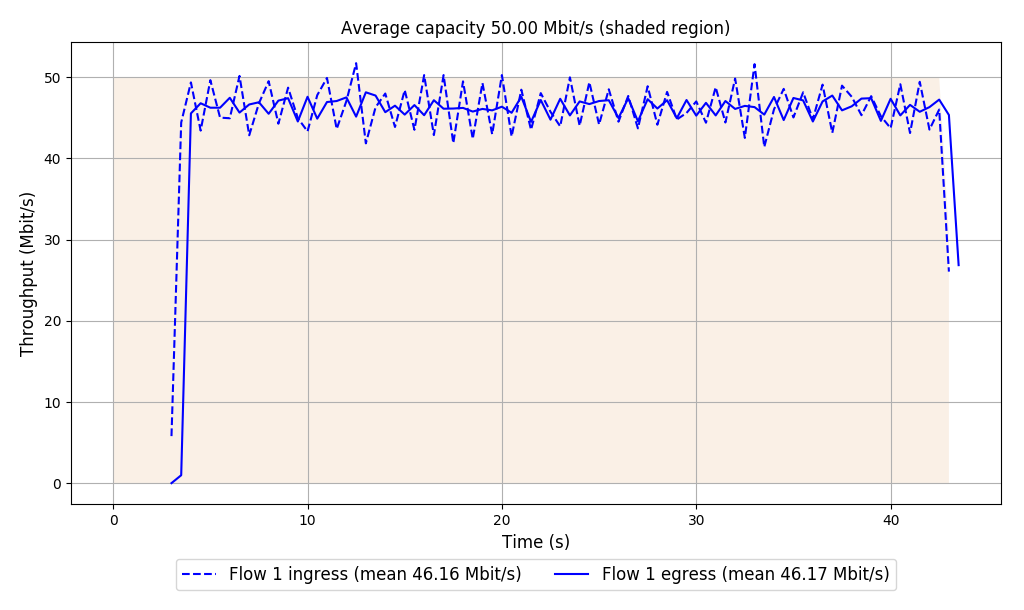 Average capacity 50.00 Mbit/s (shaded region)
Throughput (Mbit/s)
50
40
30
20
10
0
0 10 20 30 40
Time (s)
Flow 1 ingress (mean 46.16 Mbit/s) Flow 1 egress (mean 46.17 Mbit/s)